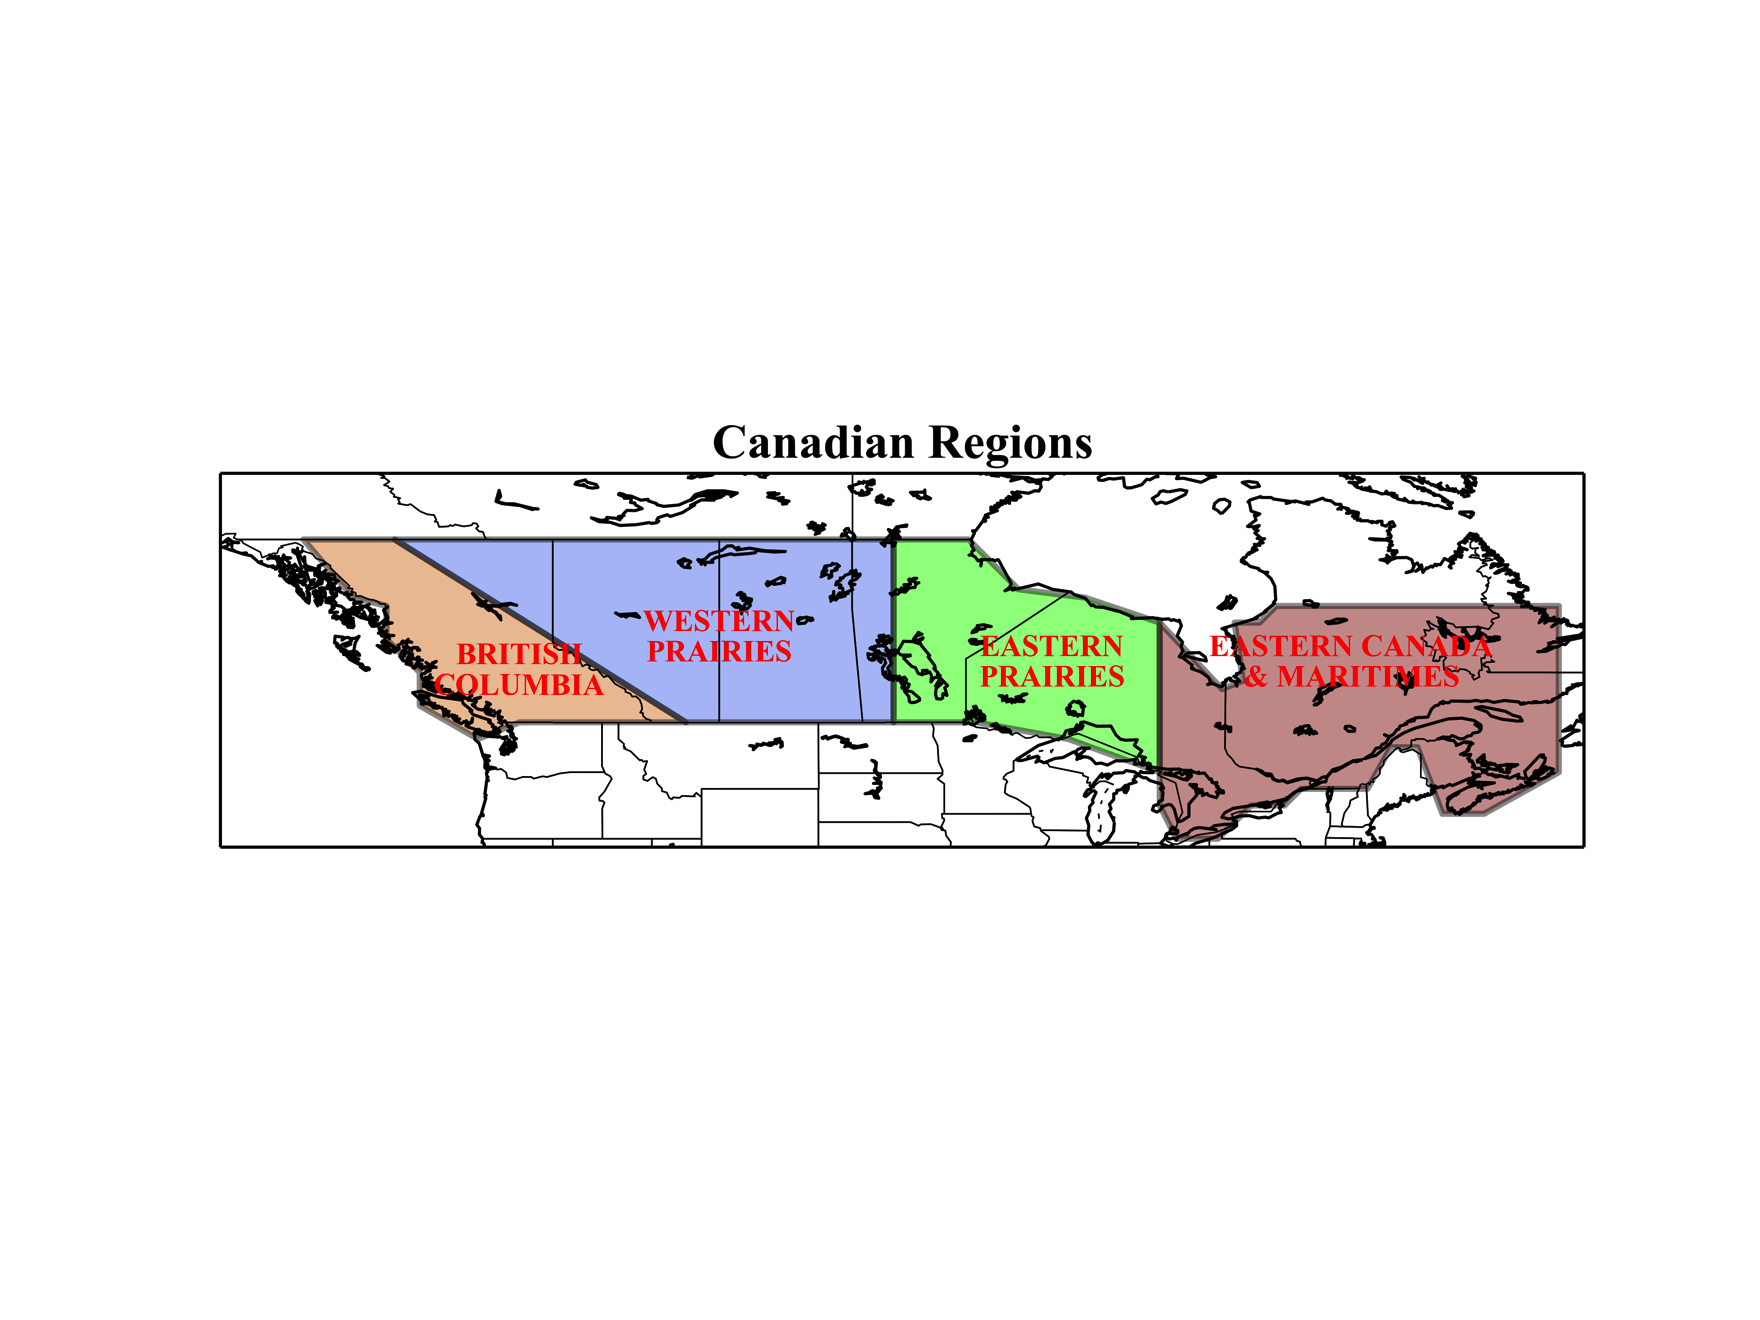 Canadian Regions
WESTERN
PRAIRIES
BRITISH
COLUMBIA
EASTERN
PRAIRIES
EASTERN CANADA
& MARITIMES